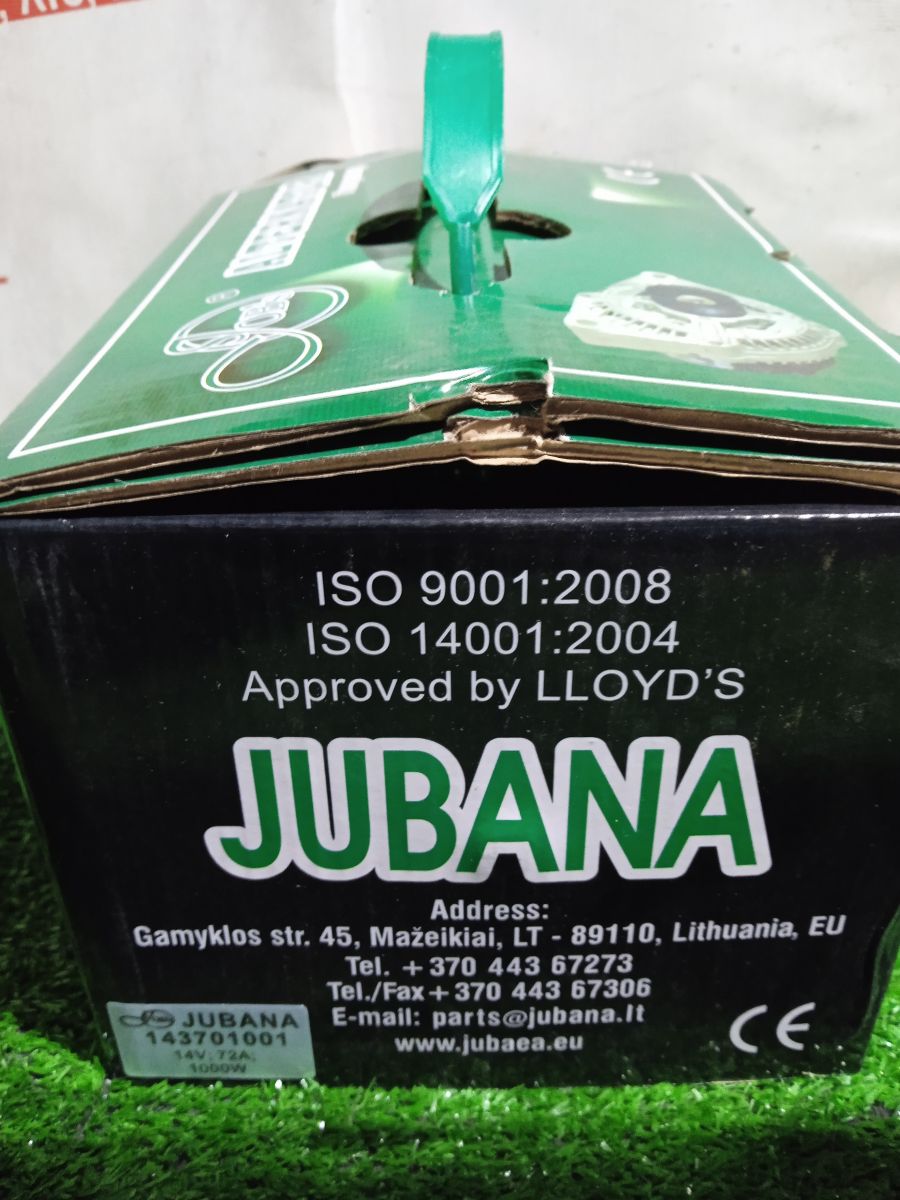 ISO 9001:2008
ISO 14001:2004
Approved by LLOYD'S
JUBANA
Address:
Gamyklos str. 45, Mažeikiai, LT - 89110, Lithuania, EU
Tel. + 370 443 67273
Tel./Fax + 370 443 67306
E-mail: parts@jubana.lt
www.jubaea.eu
CE
JUBANA
143701001
14V; 72A;
1000W